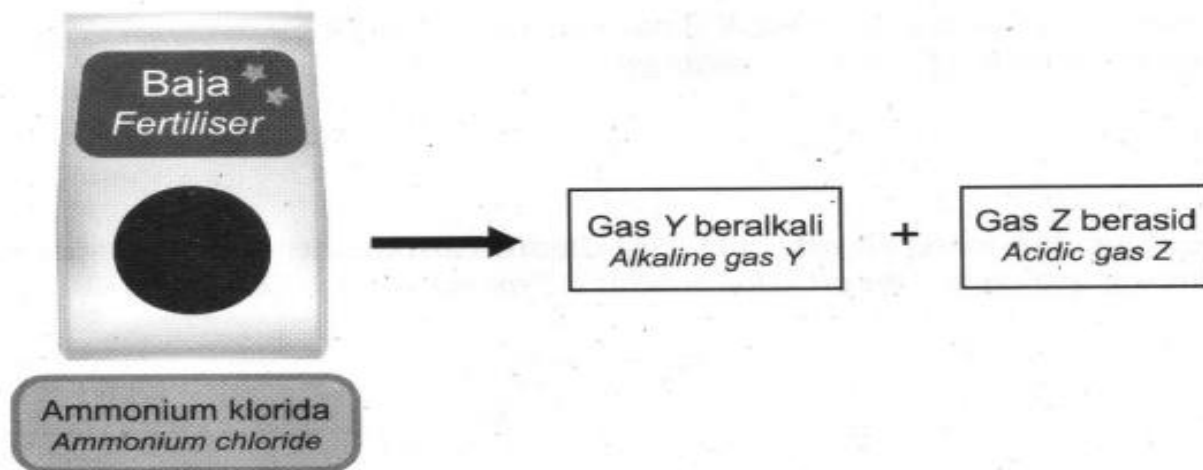 Baja
Fertiliser
Gas Y beralkali
Alkaline gas Y
+
Gas Z berasid
Acidic gas Z
Ammonium klorida
Ammonium chloride